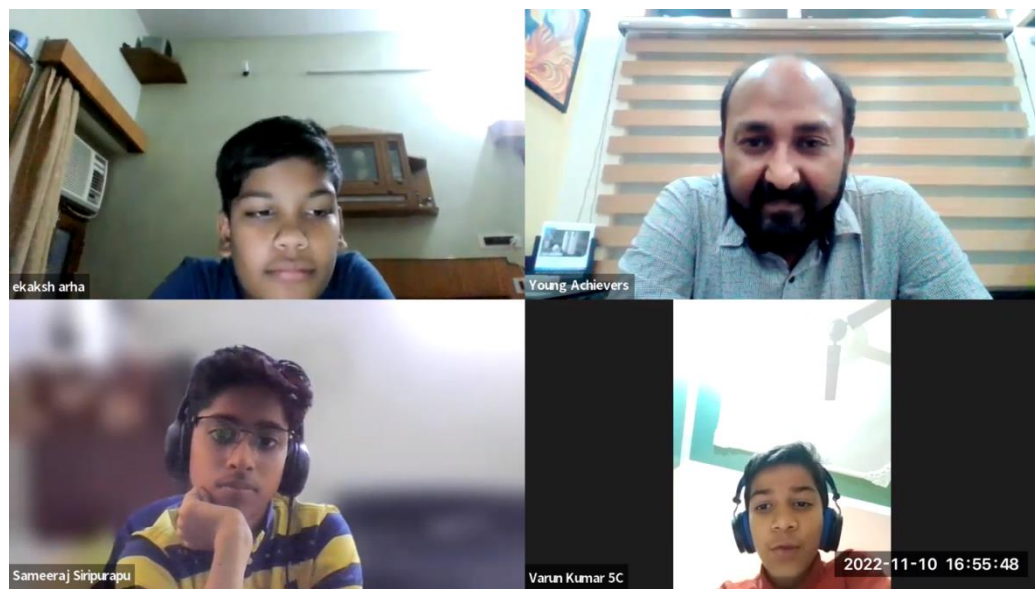 ekaksh arha
Young Achievers
Sameeraj Siripurapu
Varun Kumar 5C
2022-11-10 16:55:48